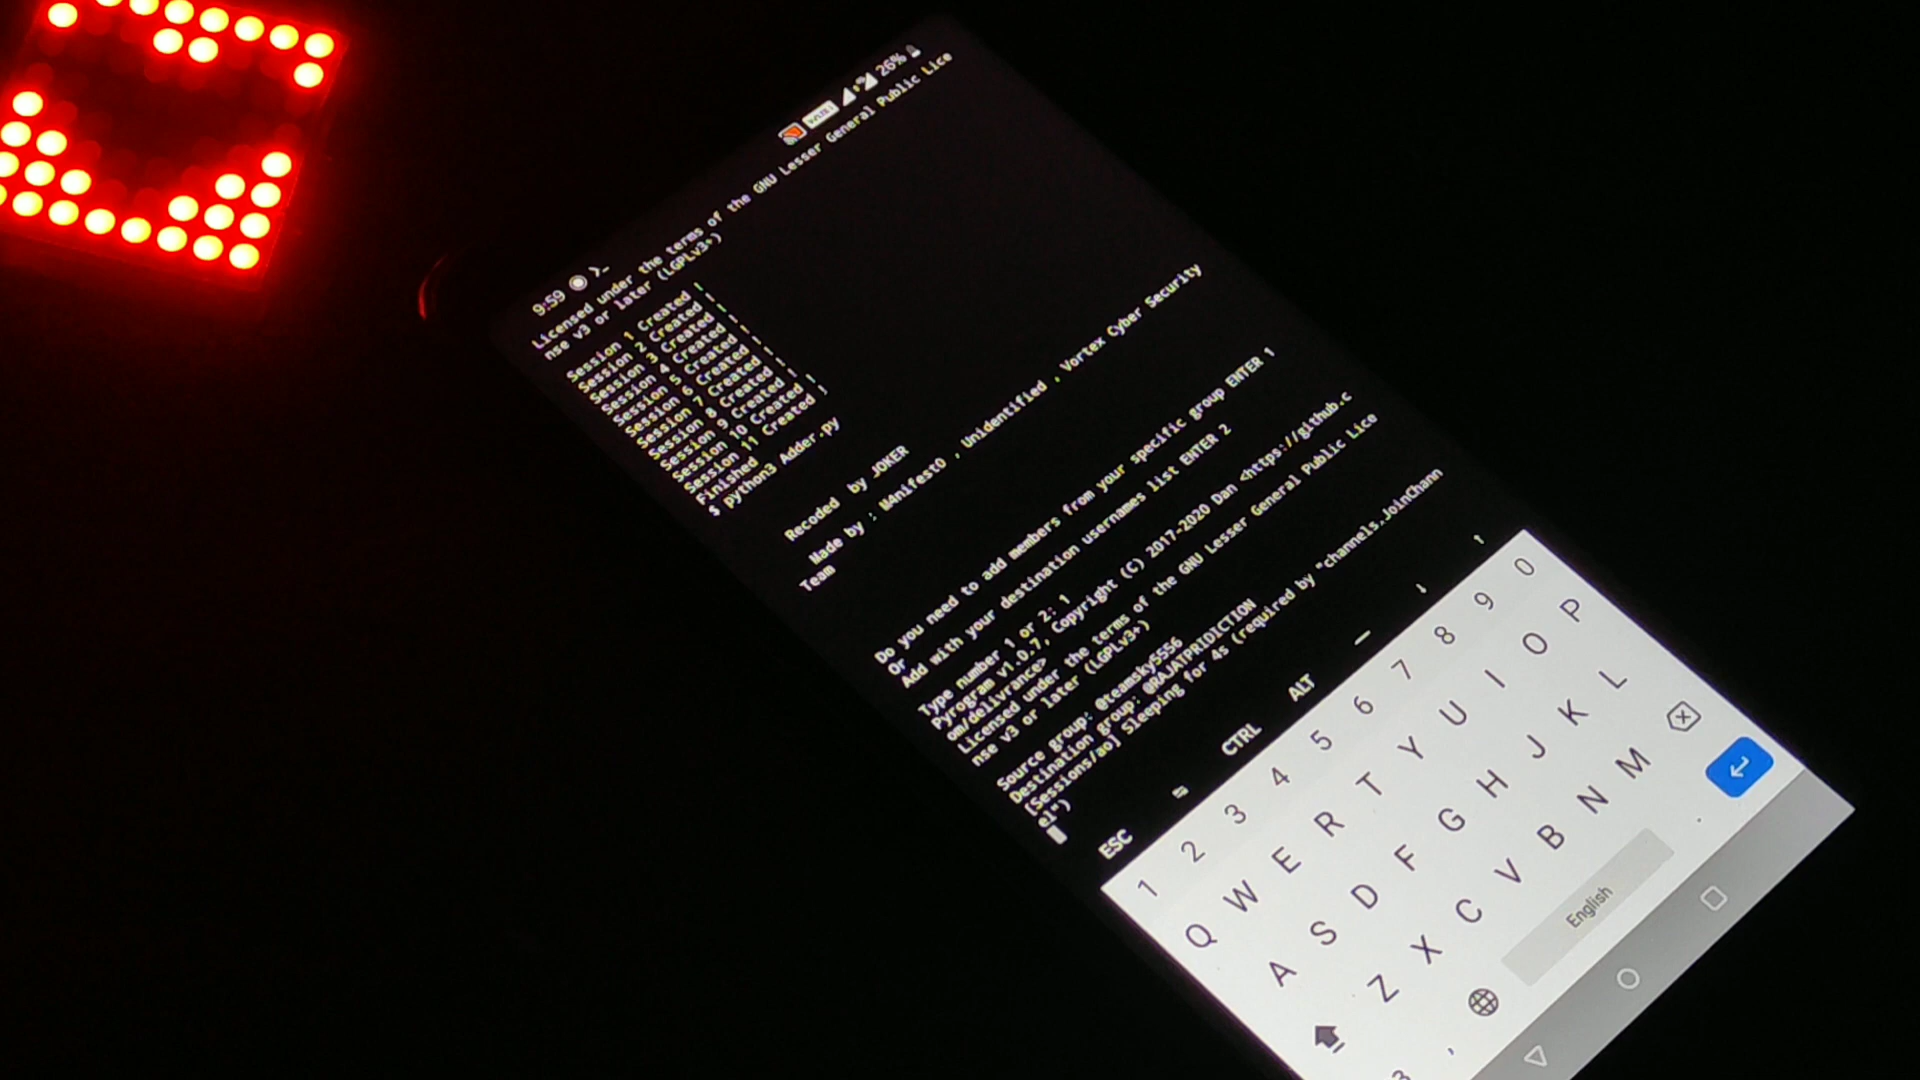 9:59
26%
Licensed under the terms of the GNU Lesser General Public Lice
nse v3 or later (LGPLv3+)
Session 1 Created
Session 2 Created
Session 3 Created
Session 4 Created
Session 5 Created
Session 6 Created
Session 7 Created
Session 8 Created
Session 9 Created
Session 10 Created
Session 11 Created
Finished
$ python3 Adder.py
Recoded by JOKER
Made by : MAnifestO , Unidentified , Vortex Cyber Security
Team
Do you need to add members from your specific group ENTER 1
Or
Add with your destination usernames list ENTER 2
Type number 1 or 2: 1
Pyrogram v1.0.7, Copyright (C) 2017-2020 Dan <https://github.c
om/delivrance>
Licensed under the terms of the GNU Lesser General Public Lice
nse v3 or later (LGPLv3+)
Source group: @teamsky5556
Destination group: @RAJATPRIDICTION
[Sessions/ao] Sleeping for 4s (required by "channels.JoinChann
el")
ESC ⇋ CTRL ALT — ↓ ↑
1 2 3 4 5 6 7 8 9 0
Q W E R T Y U I O P
A S D F G H J K L
Z X C V B N M
, English .